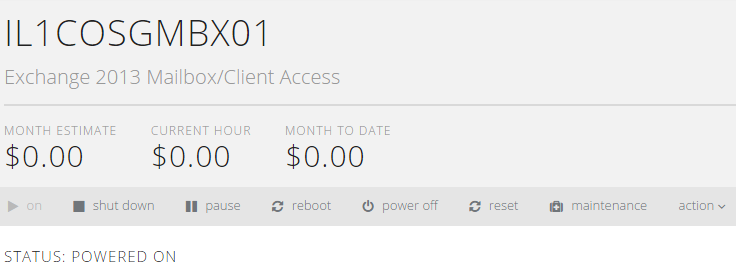 IL1COSGMBX01
Exchange 2013 Mailbox/Client Access
MONTH ESTIMATE CURRENT HOUR MONTH TO DATE
$0.00 $0.00 $0.00
on shut down pause reboot power off reset maintenance action
STATUS: POWERED ON